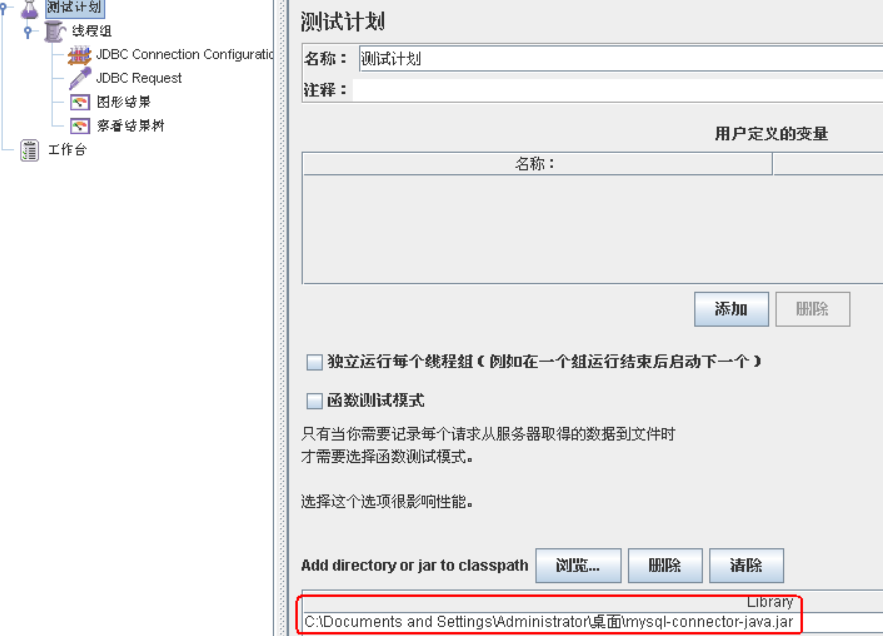 测试计划
线程组
JDBC Connection Configuratio
JDBC Request
图形结果
察看结果树
工作台
测试计划
名称：测试计划
注释：
用户定义的变量
名称：
添加 删除
独立运行每个线程组（例如在一个组运行结束后启动下一个）
函数测试模式
只有当你需要记录每个请求从服务器取得的数据到文件时
才需要选择函数测试模式。
选择这个选项很影响性能。
Add directory or jar to classpath 浏览... 删除 清除
Library
C:\Documents and Settings\Administrator\桌面\mysql-connector-java.jar